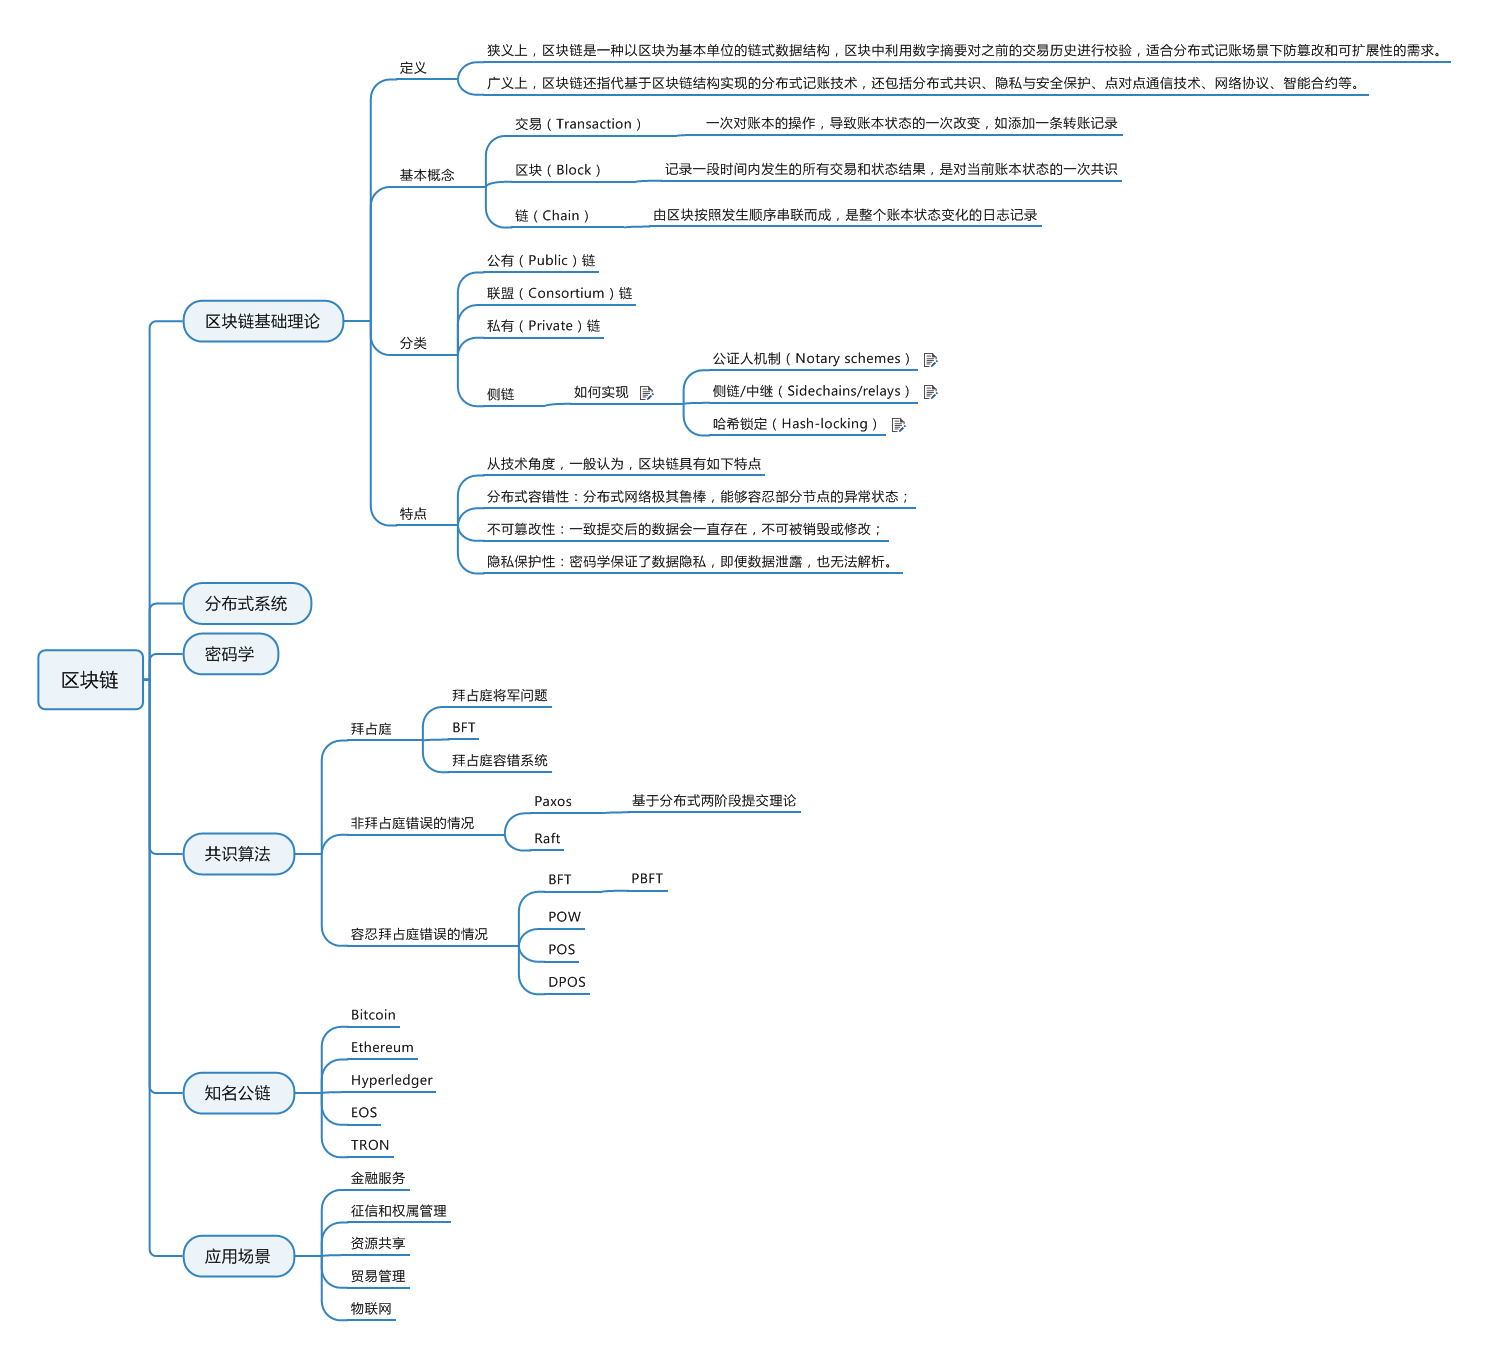 区块链
区块链基础理论
定义
狭义上，区块链是一种以区块为基本单位的链式数据结构，区块中利用数字摘要对之前的交易历史进行校验，适合分布式记账场景下防篡改和可扩展性的需求。
广义上，区块链还指代基于区块链结构实现的分布式记账技术，还包括分布式共识、隐私与安全保护、点对点通信技术、网络协议、智能合约等。
基本概念
交易（Transaction）
一次对账本的操作，导致账本状态的一次改变，如添加一条转账记录
区块（Block）
记录一段时间内发生的所有交易和状态结果，是对当前账本状态的一次共识
链（Chain）
由区块按照发生顺序串联而成，是整个账本状态变化的日志记录
分类
公有（Public）链
联盟（Consortium）链
私有（Private）链
侧链
如何实现
公证人机制（Notary schemes）
侧链/中继（Sidechains/relays）
哈希锁定（Hash-locking）
特点
从技术角度，一般认为，区块链具有如下特点
分布式容错性：分布式网络极其鲁棒，能够容忍部分节点的异常状态；
不可篡改性：一致提交后的数据会一直存在，不可被销毁或修改；
隐私保护性：密码学保证了数据隐私，即便数据泄露，也无法解析。
分布式系统
密码学
共识算法
拜占庭
拜占庭将军问题
BFT
拜占庭容错系统
非拜占庭错误的情况
Paxos
基于分布式两阶段提交理论
Raft
容忍拜占庭错误的情况
BFT
PBFT
POW
POS
DPOS
知名公链
Bitcoin
Ethereum
Hyperledger
EOS
TRON
应用场景
金融服务
征信和权属管理
资源共享
贸易管理
物联网